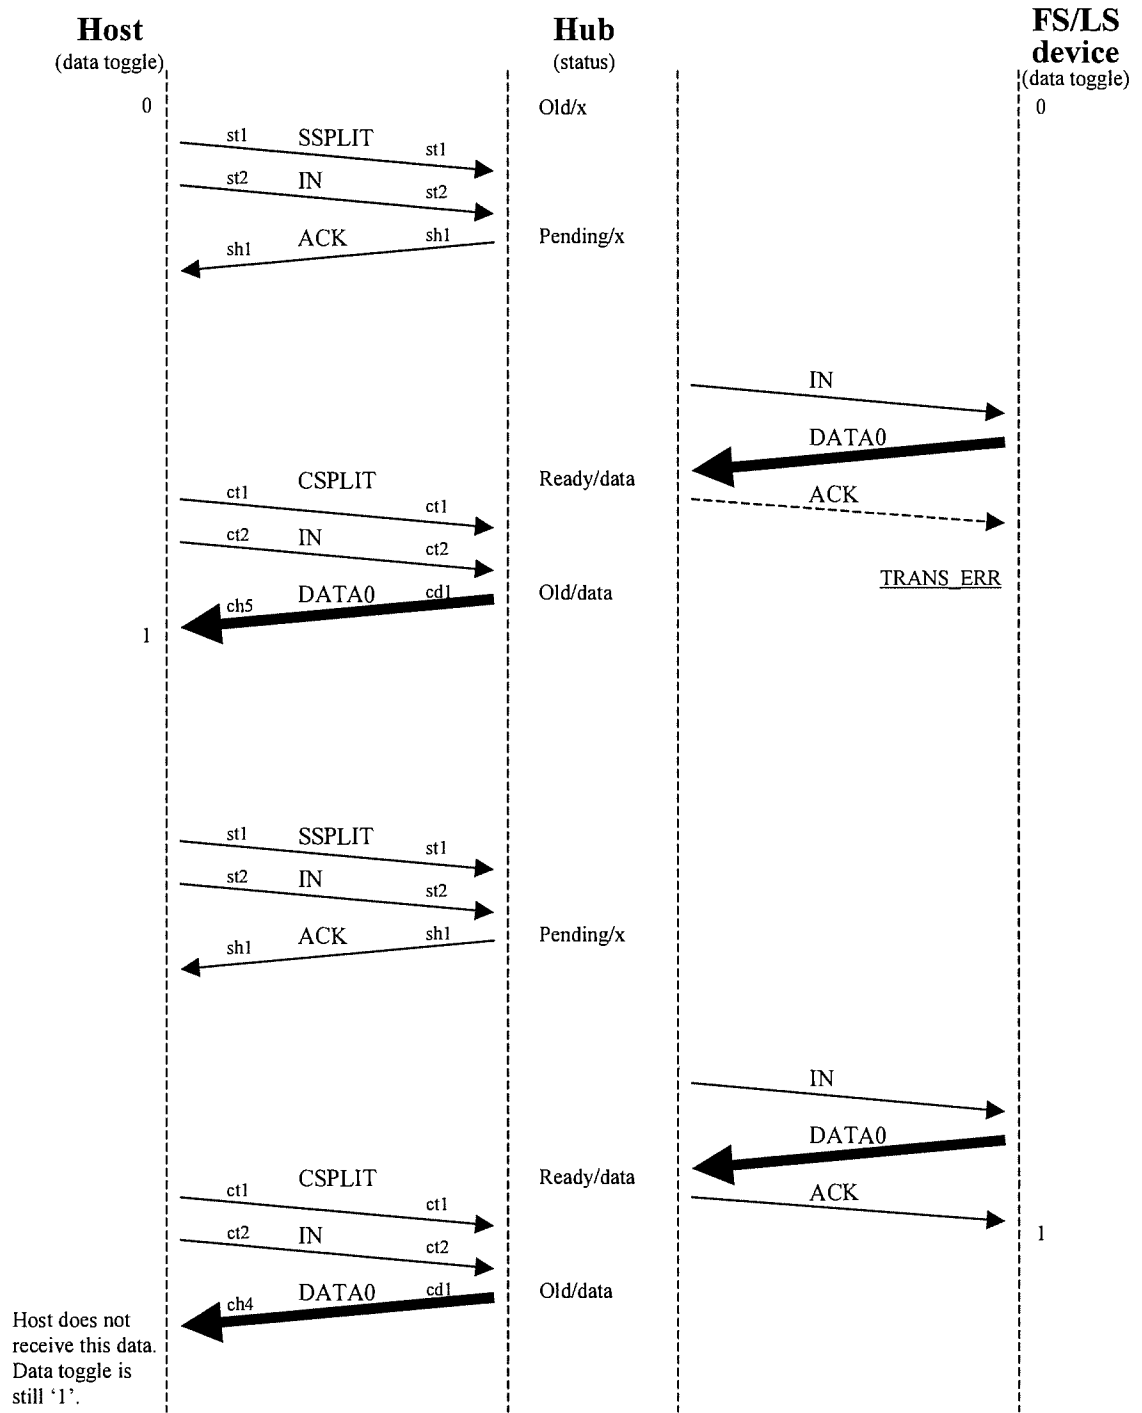 Host
(data toggle)
Hub
(status)
FS/LS
device
(data toggle)
0
Old/x
0
st1 SSPLIT st1
st2 IN st2
sh1 ACK sh1
Pending/x
IN
DATA0
ACK
Ready/data
ct1 CSPLIT ct1
ct2 IN ct2
TRANS_ERR
ch5 DATA0 cd1
Old/data
1
st1 SSPLIT st1
st2 IN st2
sh1 ACK sh1
Pending/x
IN
DATA0
ACK
Ready/data
ct1 CSPLIT ct1
ct2 IN ct2
1
ch4 DATA0 cd1
Old/data
Host does not
receive this data.
Data toggle is
still ‘1’.